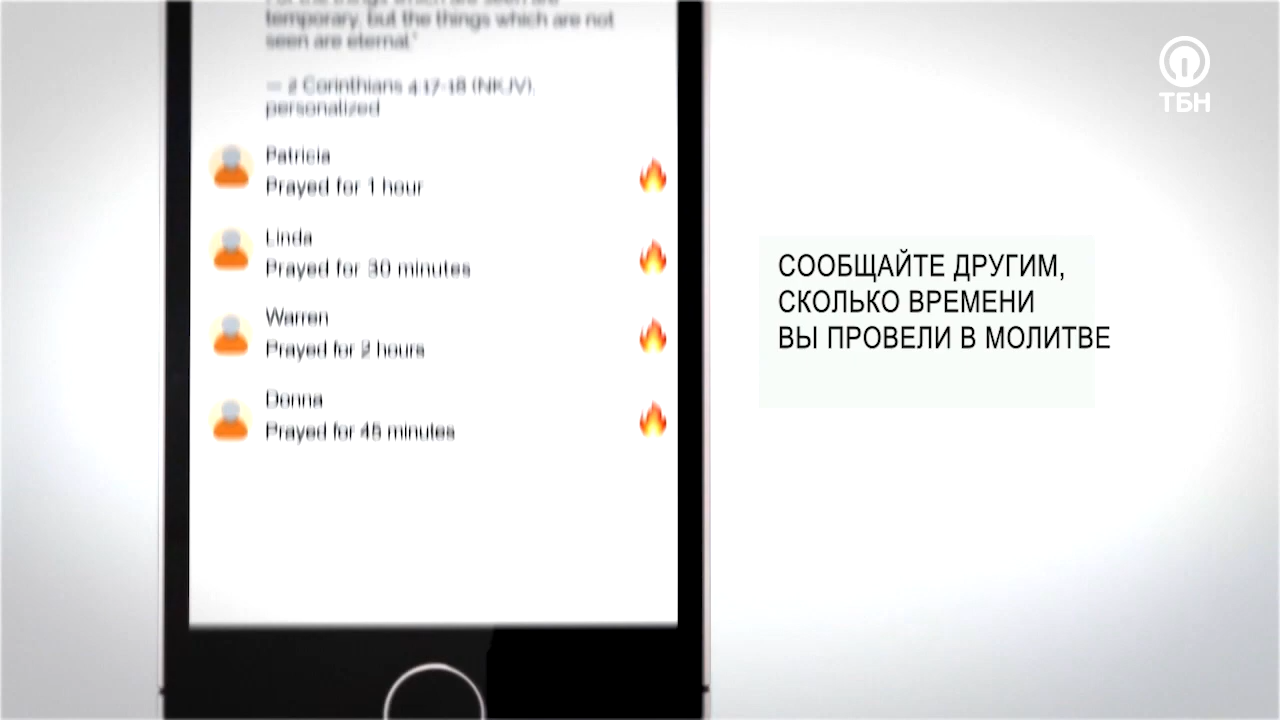 temporary, but the things which are not
seen are eternal."
— 2 Corinthians 4:17-18 (NKJV),
personalized
Patricia
Prayed for 1 hour
Linda
Prayed for 30 minutes
Warren
Prayed for 2 hours
Donna
Prayed for 45 minutes
ТБН
СООБЩАЙТЕ ДРУГИМ,
СКОЛЬКО ВРЕМЕНИ
ВЫ ПРОВЕЛИ В МОЛИТВЕ